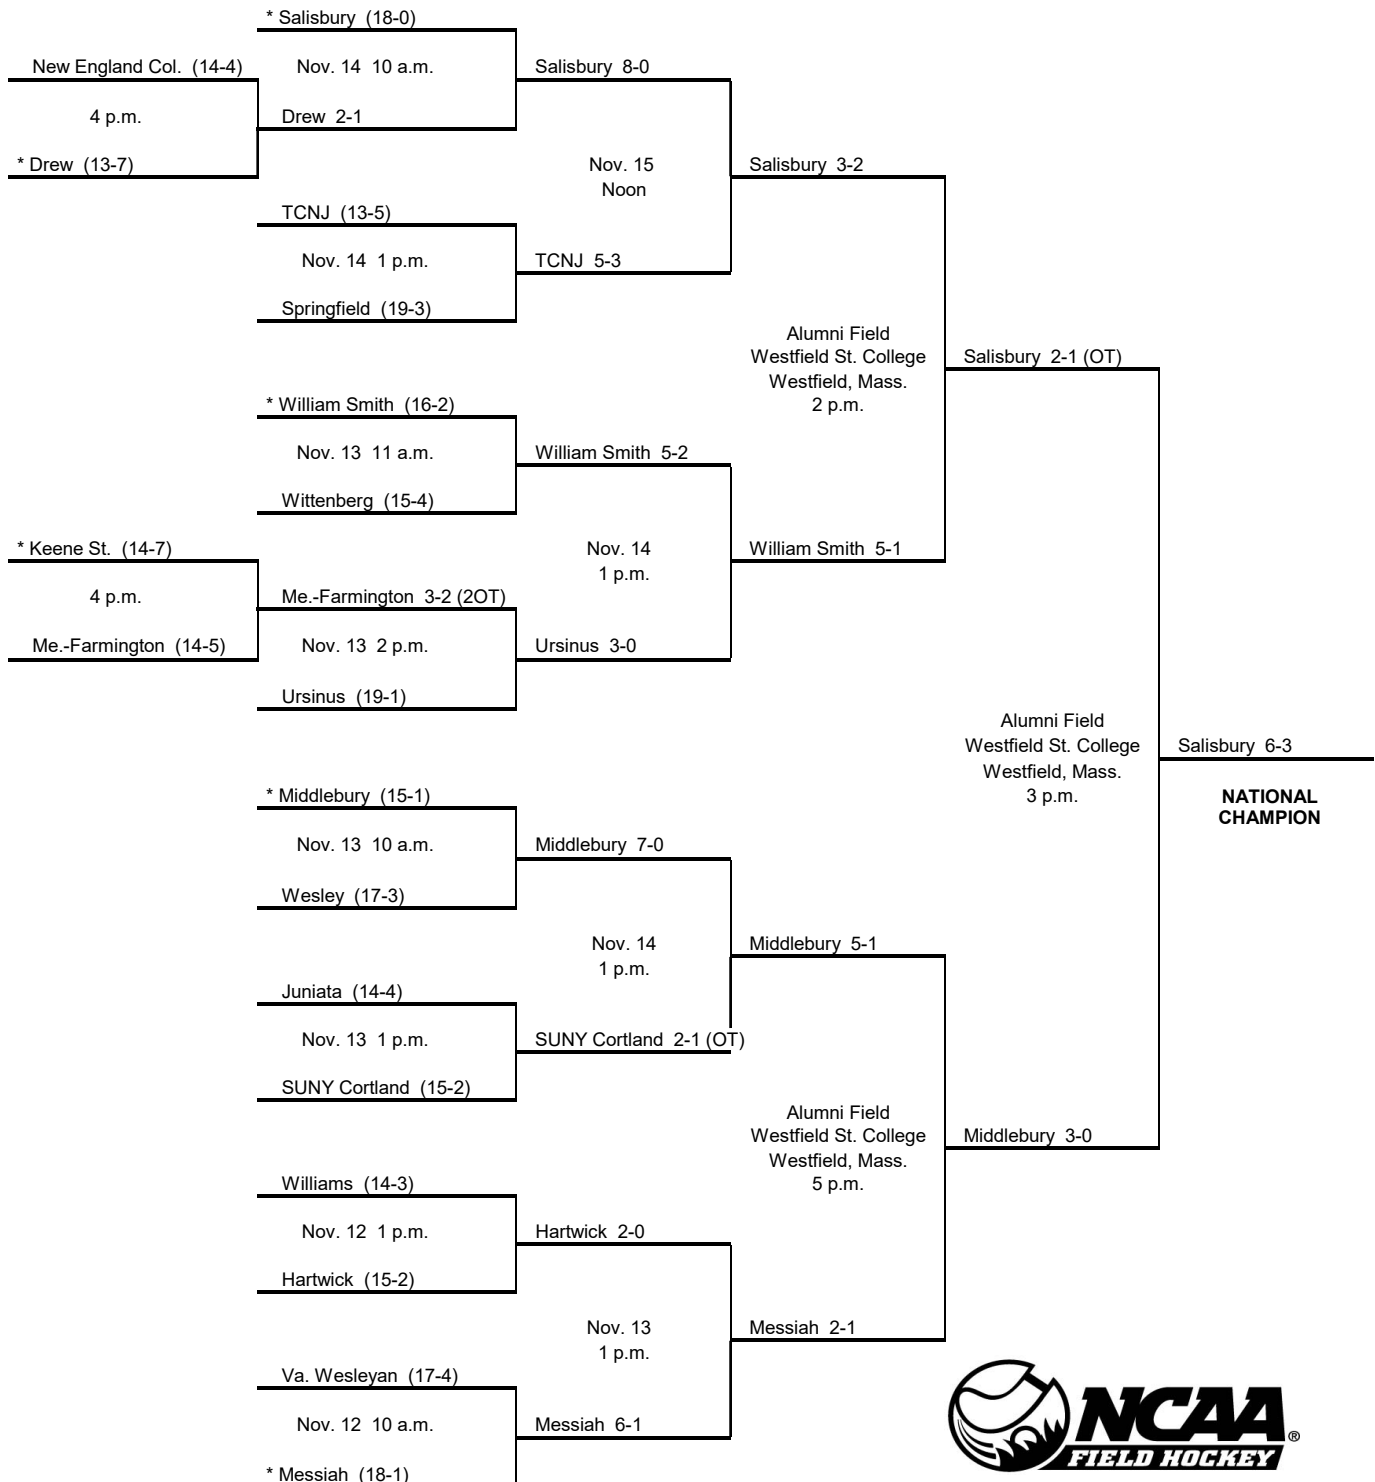 * Salisbury (18-0)
New England Col. (14-4)
Nov. 14 10 a.m.
Salisbury 8-0
4 p.m.
Drew 2-1
* Drew (13-7)
Nov. 15
Noon
Salisbury 3-2
TCNJ (13-5)
Nov. 14 1 p.m.
TCNJ 5-3
Springfield (19-3)
Alumni Field
Westfield St. College
Westfield, Mass.
2 p.m.
Salisbury 2-1 (OT)
* William Smith (16-2)
Nov. 13 11 a.m.
William Smith 5-2
Wittenberg (15-4)
* Keene St. (14-7)
Nov. 14
1 p.m.
William Smith 5-1
4 p.m.
Me.-Farmington 3-2 (2OT)
Me.-Farmington (14-5)
Nov. 13 2 p.m.
Ursinus 3-0
Ursinus (19-1)
Alumni Field
Westfield St. College
Westfield, Mass.
3 p.m.
Salisbury 6-3
NATIONAL
CHAMPION
* Middlebury (15-1)
Nov. 13 10 a.m.
Middlebury 7-0
Wesley (17-3)
Nov. 14
1 p.m.
Middlebury 5-1
Juniata (14-4)
Nov. 13 1 p.m.
SUNY Cortland 2-1 (OT)
SUNY Cortland (15-2)
Alumni Field
Westfield St. College
Westfield, Mass.
5 p.m.
Middlebury 3-0
Williams (14-3)
Nov. 12 1 p.m.
Hartwick 2-0
Hartwick (15-2)
Nov. 13
1 p.m.
Messiah 2-1
Va. Wesleyan (17-4)
Nov. 12 10 a.m.
Messiah 6-1
* Messiah (18-1)
NCAA®
FIELD HOCKEY